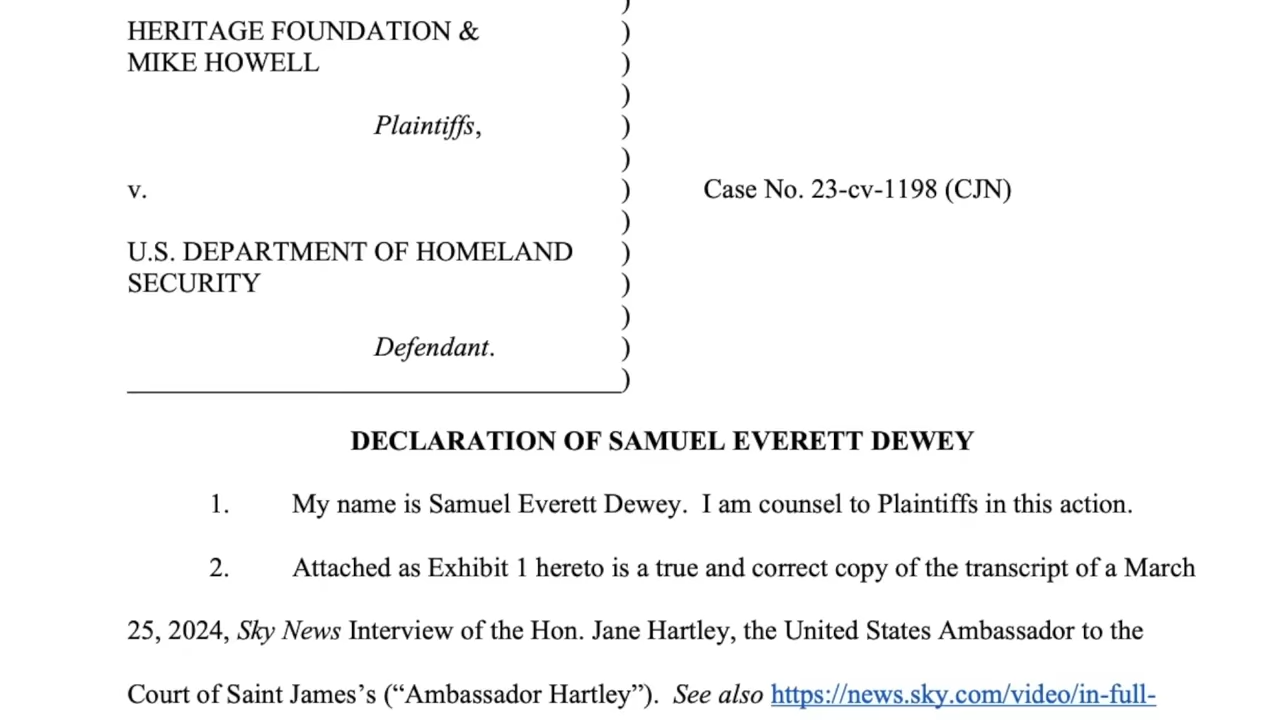 HERITAGE FOUNDATION & )
MIKE HOWELL )
)
Plaintiffs, )
)
v. ) Case No. 23-cv-1198 (CJN)
)
U.S. DEPARTMENT OF HOMELAND )
SECURITY )
)
Defendant. )
)
DECLARATION OF SAMUEL EVERETT DEWEY
1. My name is Samuel Everett Dewey. I am counsel to Plaintiffs in this action.
2. Attached as Exhibit 1 hereto is a true and correct copy of the transcript of a March
25, 2024, Sky News Interview of the Hon. Jane Hartley, the United States Ambassador to the
Court of Saint James’s (“Ambassador Hartley”). See also https://news.sky.com/video/in-full-